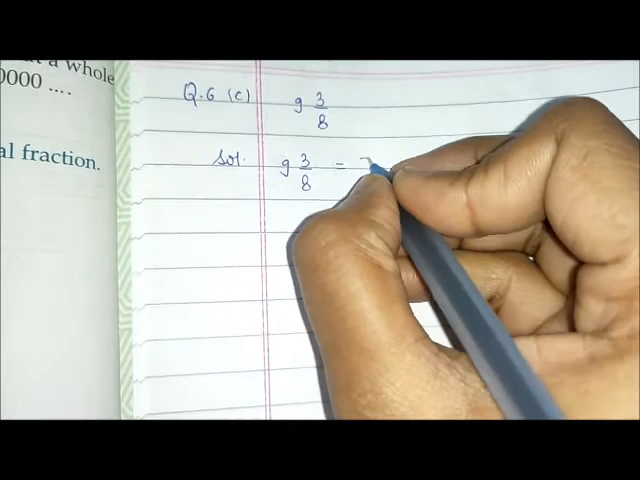 a whole
0000 ....
al fraction.
Q.6 (c) 9 3/8
Sol. 9 3/8 =